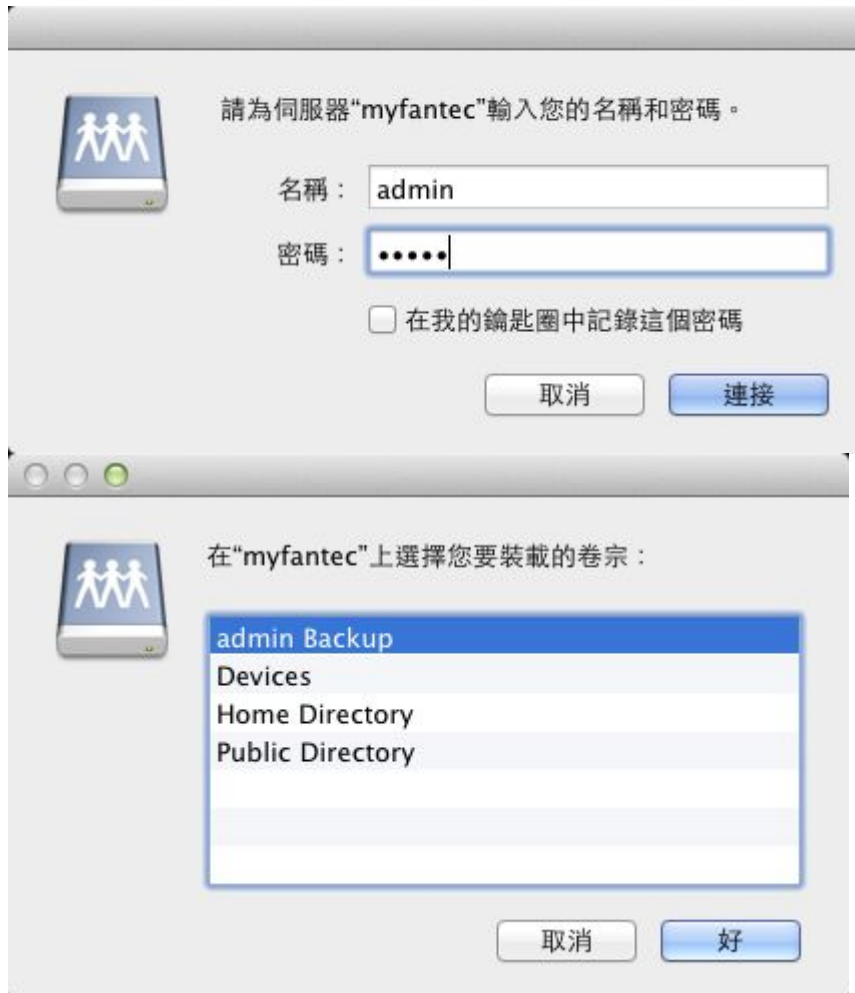 請為伺服器“myfantec”輸入您的名稱和密碼。
名稱：admin
密碼：•••••
在我的鑰匙圈中記錄這個密碼
取消 連接
在“myfantec”上選擇您要裝載的卷宗：
admin Backup
Devices
Home Directory
Public Directory
取消 好